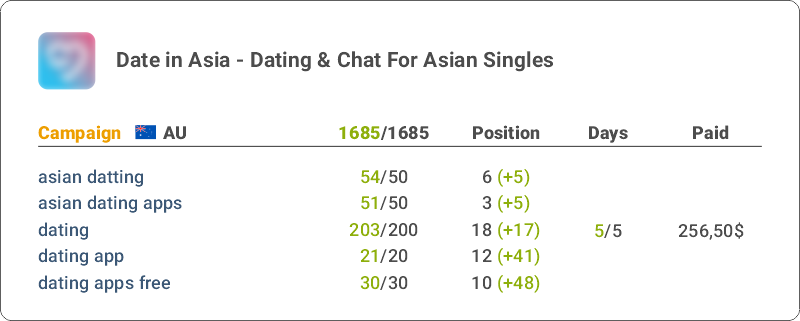 Date in Asia - Dating & Chat For Asian Singles
Campaign AU 1685/1685 Position Days Paid
asian datting 54/50 6 (+5)
asian dating apps 51/50 3 (+5)
dating 203/200 18 (+17) 5/5 256,50$
dating app 21/20 12 (+41)
dating apps free 30/30 10 (+48)